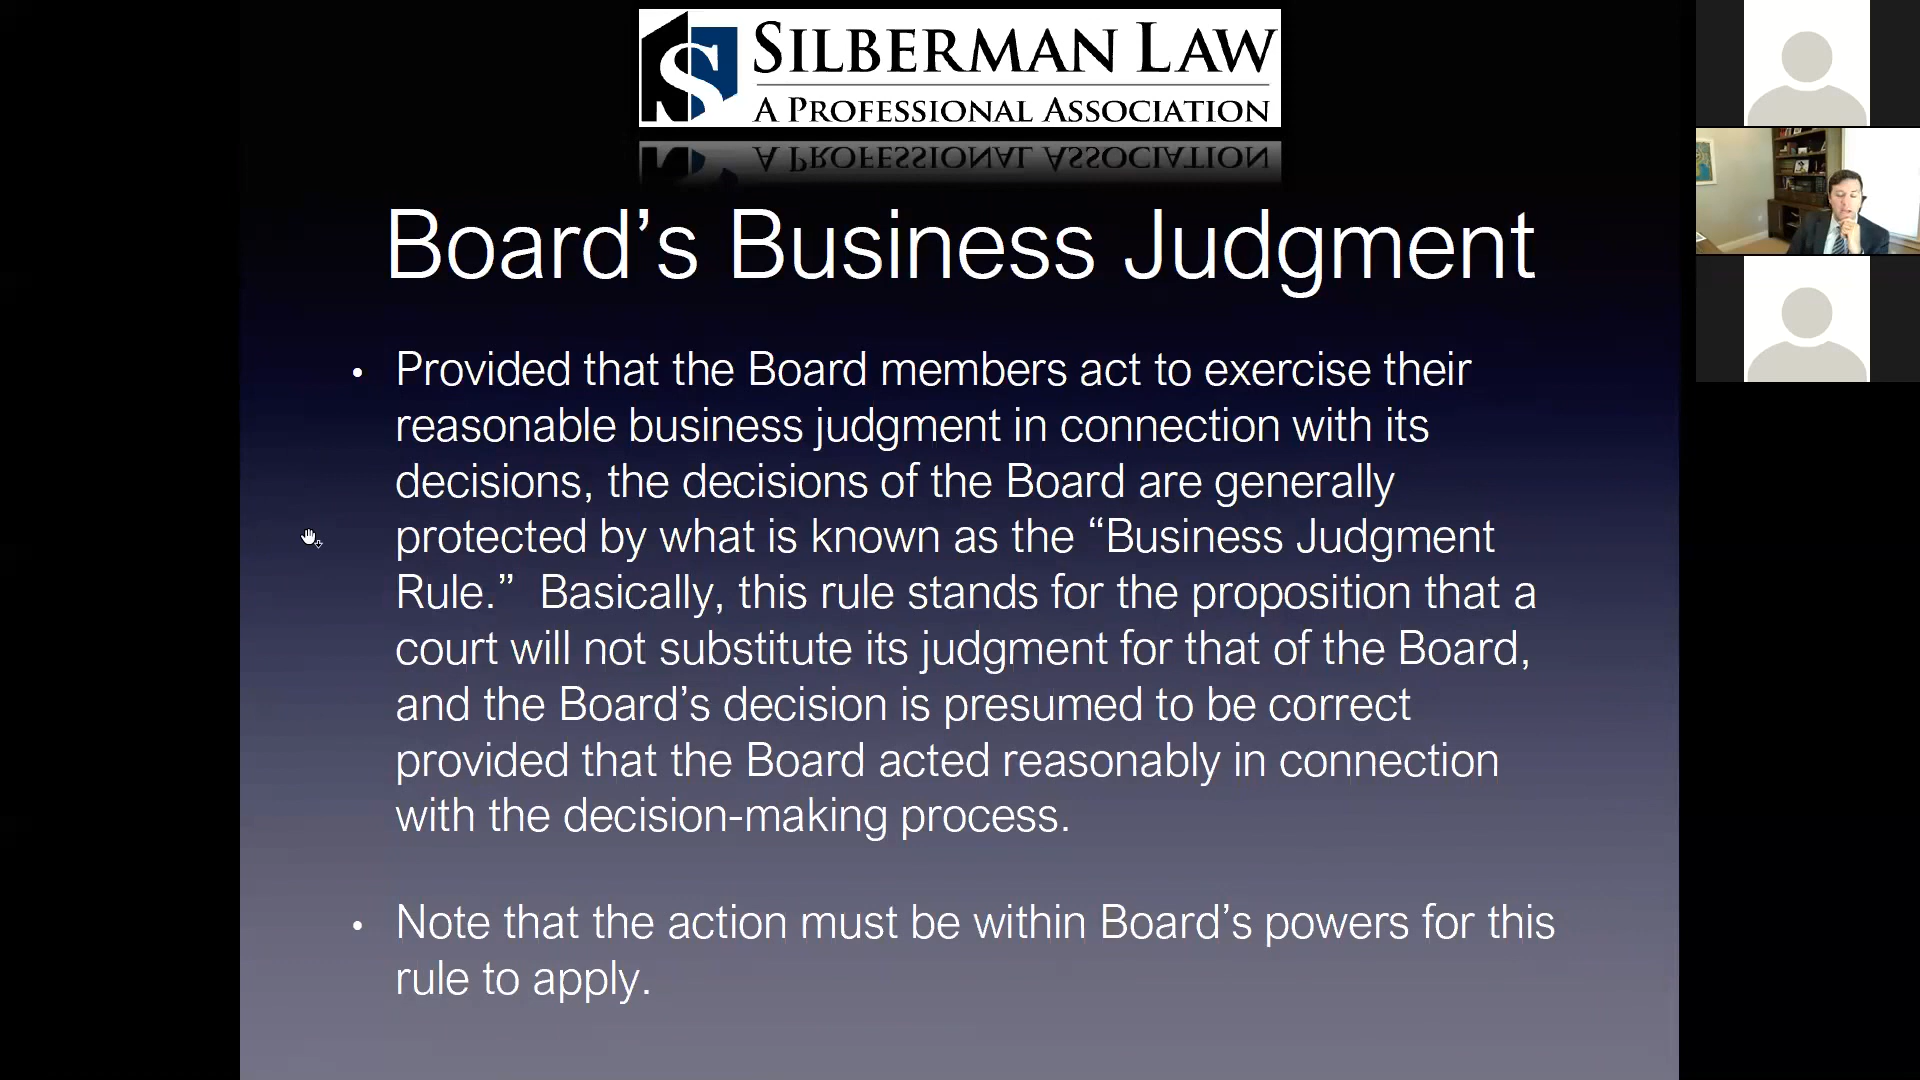 SILBERMAN LAW
A PROFESSIONAL ASSOCIATION
A PROFESSIONAL ASSOCIATION
Board’s Business Judgment
• Provided that the Board members act to exercise their
reasonable business judgment in connection with its
decisions, the decisions of the Board are generally
protected by what is known as the “Business Judgment
Rule.”  Basically, this rule stands for the proposition that a
court will not substitute its judgment for that of the Board,
and the Board’s decision is presumed to be correct
provided that the Board acted reasonably in connection
with the decision-making process.
• Note that the action must be within Board’s powers for this
rule to apply.